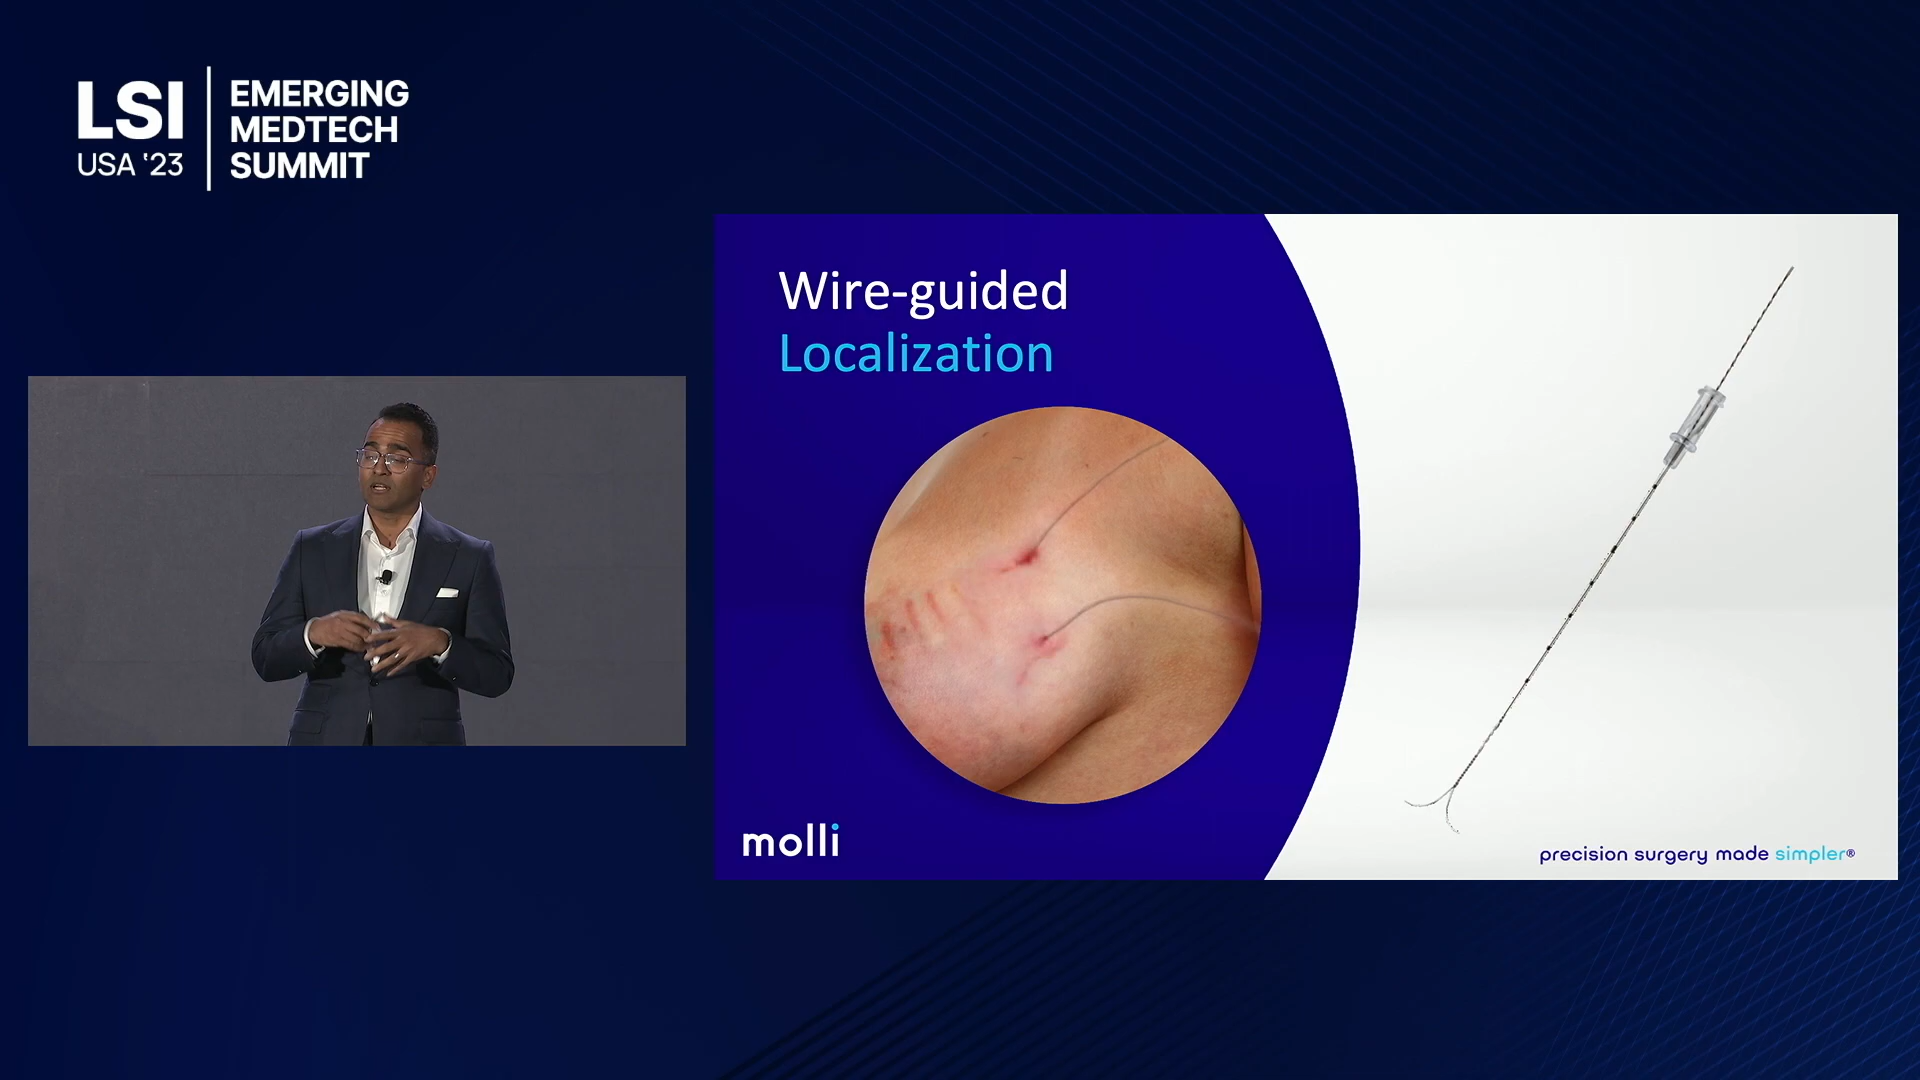 LSI
USA '23
EMERGING
MEDTECH
SUMMIT
Wire-guided
Localization
molli
precision surgery made simpler®